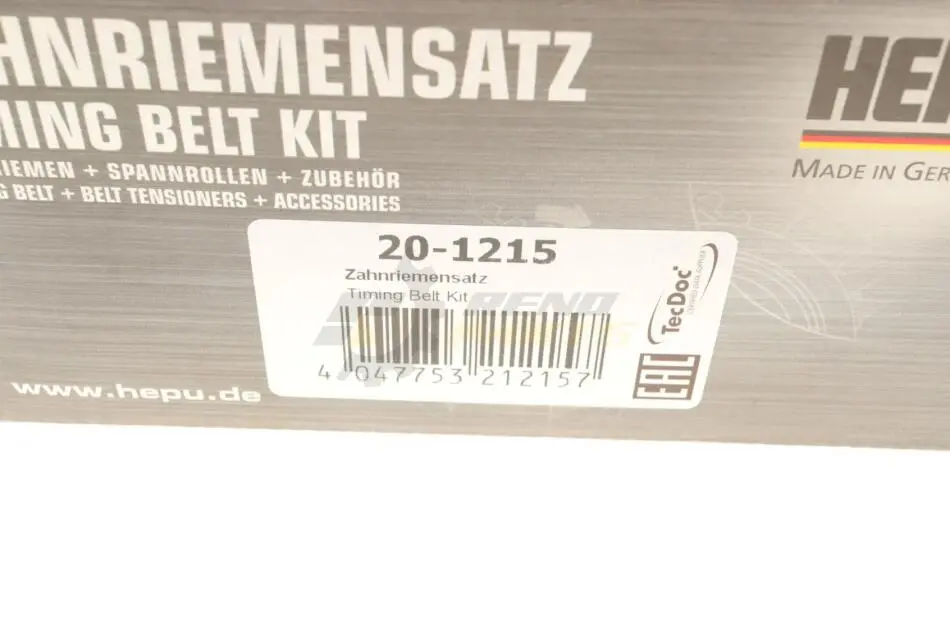 HNRIEMENSATZ
MING BELT KIT
RIEMEN + SPANNROLLEN + ZUBEHÖR
G BELT + BELT TENSIONERS + ACCESSORIES
HEP
MADE IN GER
20-1215
Zahnriemensatz
Timing Belt Kit
4 047753 212157
TecDoc
EAC
www.hepu.de